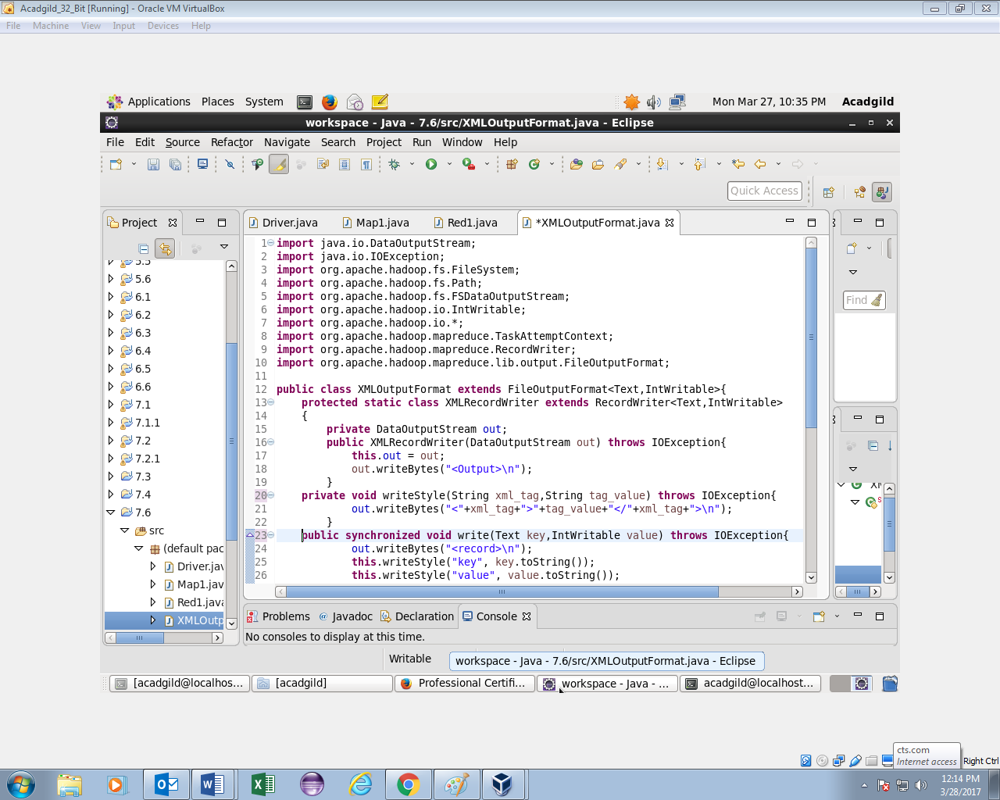 Acadgild_32_Bit [Running] - Oracle VM VirtualBox
File Machine View Input Devices Help
Applications Places System Mon Mar 27, 10:35 PM Acadgild
workspace - Java - 7.6/src/XMLOutputFormat.java - Eclipse
File Edit Source Refactor Navigate Search Project Run Window Help
Quick Access
Project
Driver.java Map1.java Red1.java *XMLOutputFormat.java
5.5
5.6
6.1
6.2
6.3
6.4
6.5
6.6
7.1
7.1.1
7.2
7.2.1
7.3
7.4
7.6
src
(default pac
Driver.jav
Map1.java
Red1.java
XMLOutp
1 import java.io.DataOutputStream;
2 import java.io.IOException;
3 import org.apache.hadoop.fs.FileSystem;
4 import org.apache.hadoop.fs.Path;
5 import org.apache.hadoop.fs.FSDataOutputStream;
6 import org.apache.hadoop.io.IntWritable;
7 import org.apache.hadoop.io.*;
8 import org.apache.hadoop.mapreduce.TaskAttemptContext;
9 import org.apache.hadoop.mapreduce.RecordWriter;
10 import org.apache.hadoop.mapreduce.lib.output.FileOutputFormat;
11
12 public class XMLOutputFormat extends FileOutputFormat<Text,IntWritable>{
13 protected static class XMLRecordWriter extends RecordWriter<Text,IntWritable>
14 {
15 private DataOutputStream out;
16 public XMLRecordWriter(DataOutputStream out) throws IOException{
17 this.out = out;
18 out.writeBytes("<Output>\n");
19 }
20 private void writeStyle(String xml_tag,String tag_value) throws IOException{
21 out.writeBytes("<"+xml_tag+">"+tag_value+"</"+xml_tag+">\n");
22 }
23 public synchronized void write(Text key,IntWritable value) throws IOException{
24 out.writeBytes("<record>\n");
25 this.writeStyle("key", key.toString());
26 this.writeStyle("value", value.toString());
Find
Problems @ Javadoc Declaration Console
No consoles to display at this time.
Writable
workspace - Java - 7.6/src/XMLOutputFormat.java - Eclipse
[acadgild@localhos... [acadgild] Professional Certifi... workspace - Java - ... acadgild@localhost...
cts.com
Internet access
Right Ctrl
12:14 PM
3/28/2017